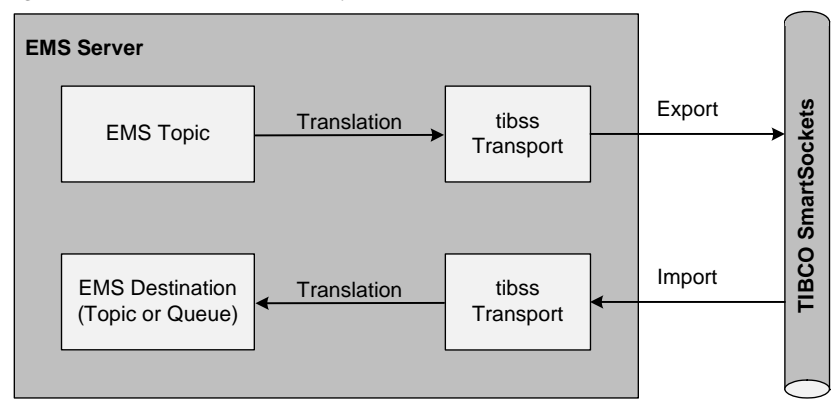 EMS Server
EMS Topic
Translation
tibss
Transport
Export
EMS Destination
(Topic or Queue)
Translation
tibss
Transport
Import
TIBCO SmartSockets